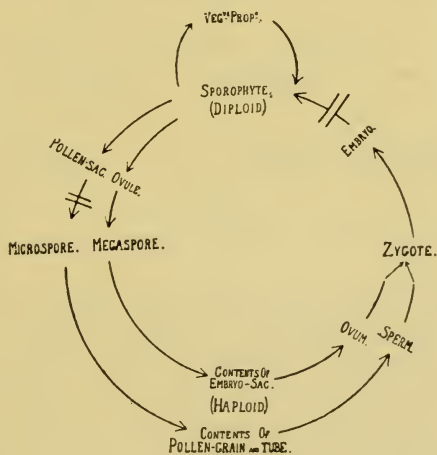 VEGᵛᵉ PROPⁿ.
SPOROPHYTE,
(DIPLOID)
POLLEN-SAC. OVULE.
EMBRYO.
MICROSPORE. MEGASPORE.
ZYGOTE.
OVUM. SPERM.
CONTENTS OF
EMBRYO-SAC.
(HAPLOID)
CONTENTS OF
POLLEN-GRAIN AND TUBE.